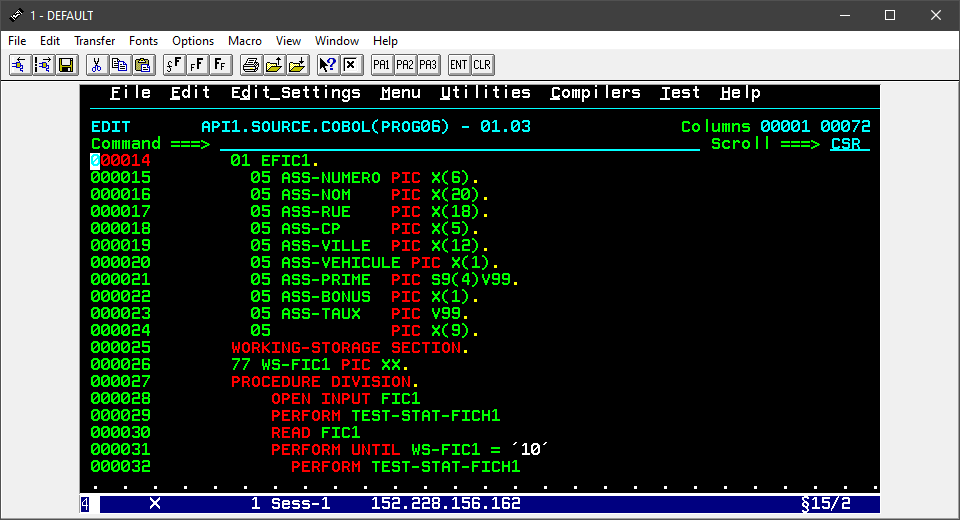 1 - DEFAULT
File Edit Transfer Fonts Options Macro View Window Help
PA1 PA2 PA3 ENT CLR
File Edit Edit_Settings Menu Utilities Compilers Test Help
EDIT API1.SOURCE.COBOL(PROG06) - 01.03 Columns 00001 00072
Command ===> Scroll ===> CSR
000014 01 EFIC1.
000015 05 ASS-NUMERO PIC X(6).
000016 05 ASS-NOM PIC X(20).
000017 05 ASS-RUE PIC X(18).
000018 05 ASS-CP PIC X(5).
000019 05 ASS-VILLE PIC X(12).
000020 05 ASS-VEHICULE PIC X(1).
000021 05 ASS-PRIME PIC S9(4)V99.
000022 05 ASS-BONUS PIC X(1).
000023 05 ASS-TAUX PIC V99.
000024 05 PIC X(9).
000025 WORKING-STORAGE SECTION.
000026 77 WS-FIC1 PIC XX.
000027 PROCEDURE DIVISION.
000028 OPEN INPUT FIC1
000029 PERFORM TEST-STAT-FICH1
000030 READ FIC1
000031 PERFORM UNTIL WS-FIC1 = ´10´
000032 PERFORM TEST-STAT-FICH1
. . . . . . . . . . . . . . . . . . . . . . . . . . .
4 X 1 Sess-1 152.228.156.162 §15/2